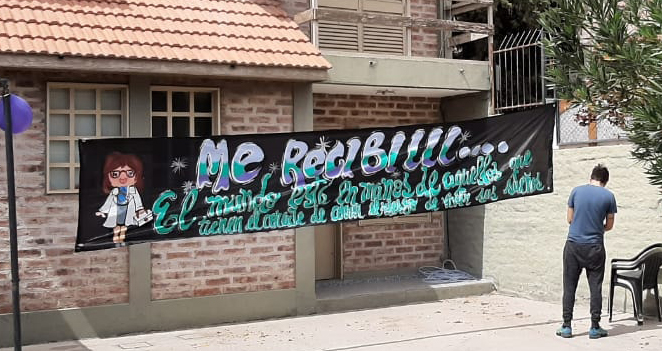 Me Recibiiii....
El mundo está en manos de aquellos que
tienen el coraje de correr el riesgo de vivir sus sueños